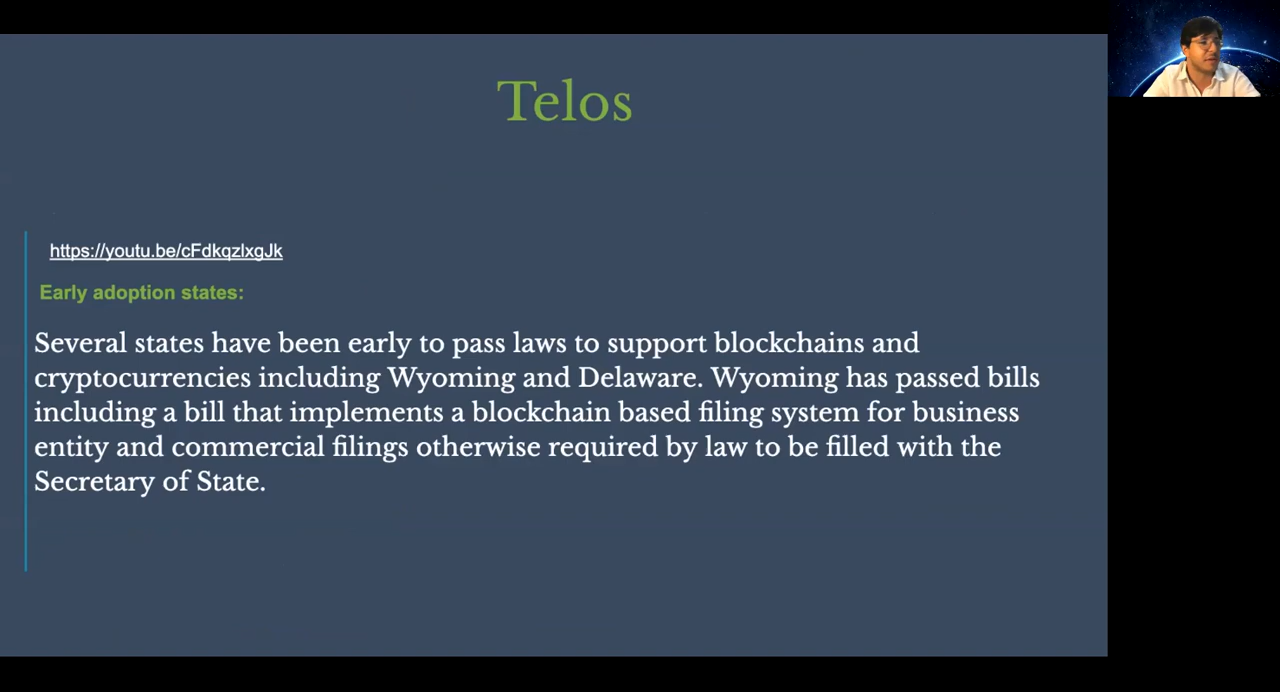 Telos
https://youtu.be/cFdkqzlxgJk
Early adoption states:
Several states have been early to pass laws to support blockchains and
cryptocurrencies including Wyoming and Delaware. Wyoming has passed bills
including a bill that implements a blockchain based filing system for business
entity and commercial filings otherwise required by law to be filled with the
Secretary of State.